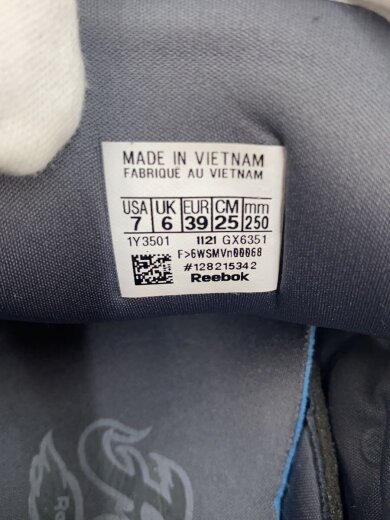 MADE IN VIETNAM
FABRIQUÉ AU VIETNAM
USA UK EUR CM mm
7 6 39 25 250
1Y3501 1121 GX6351
F>6WSMVn00068
#128215342
Reebok